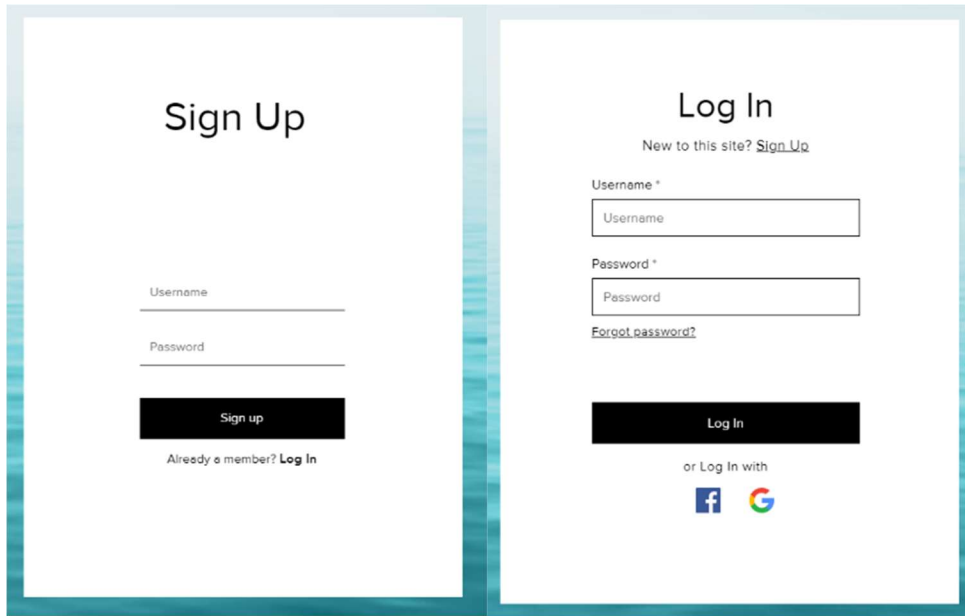 Sign Up
Username
Password
Sign up
Already a member? Log In
Log In
New to this site? Sign Up
Username *
Username
Password *
Password
Forgot password?
Log In
or Log In with